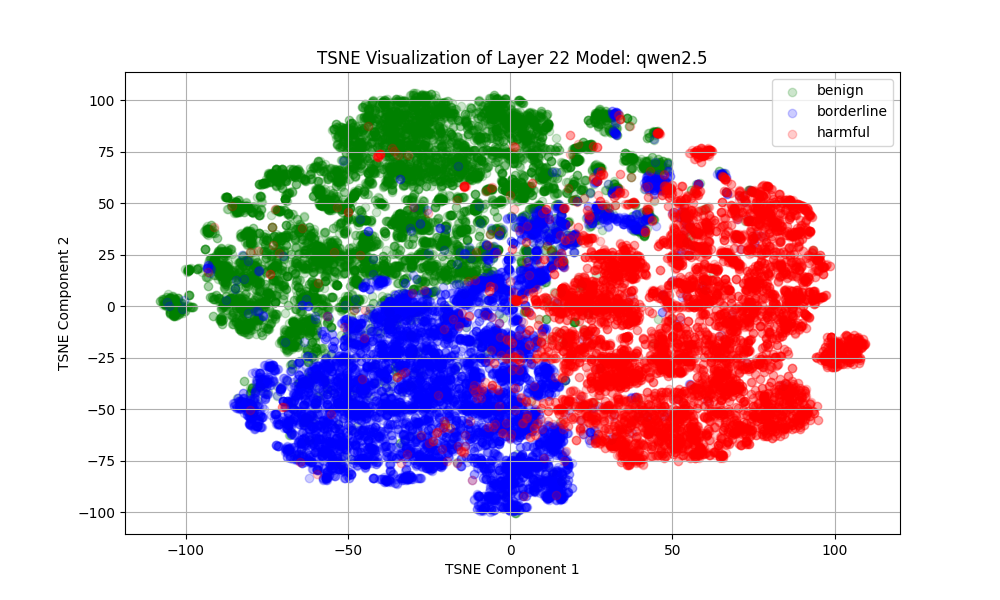 TSNE Visualization of Layer 22 Model: qwen2.5
benign
borderline
harmful
TSNE Component 2
100
75
50
25
0
−25
−50
−75
−100
−100
−50
0
50
100
TSNE Component 1